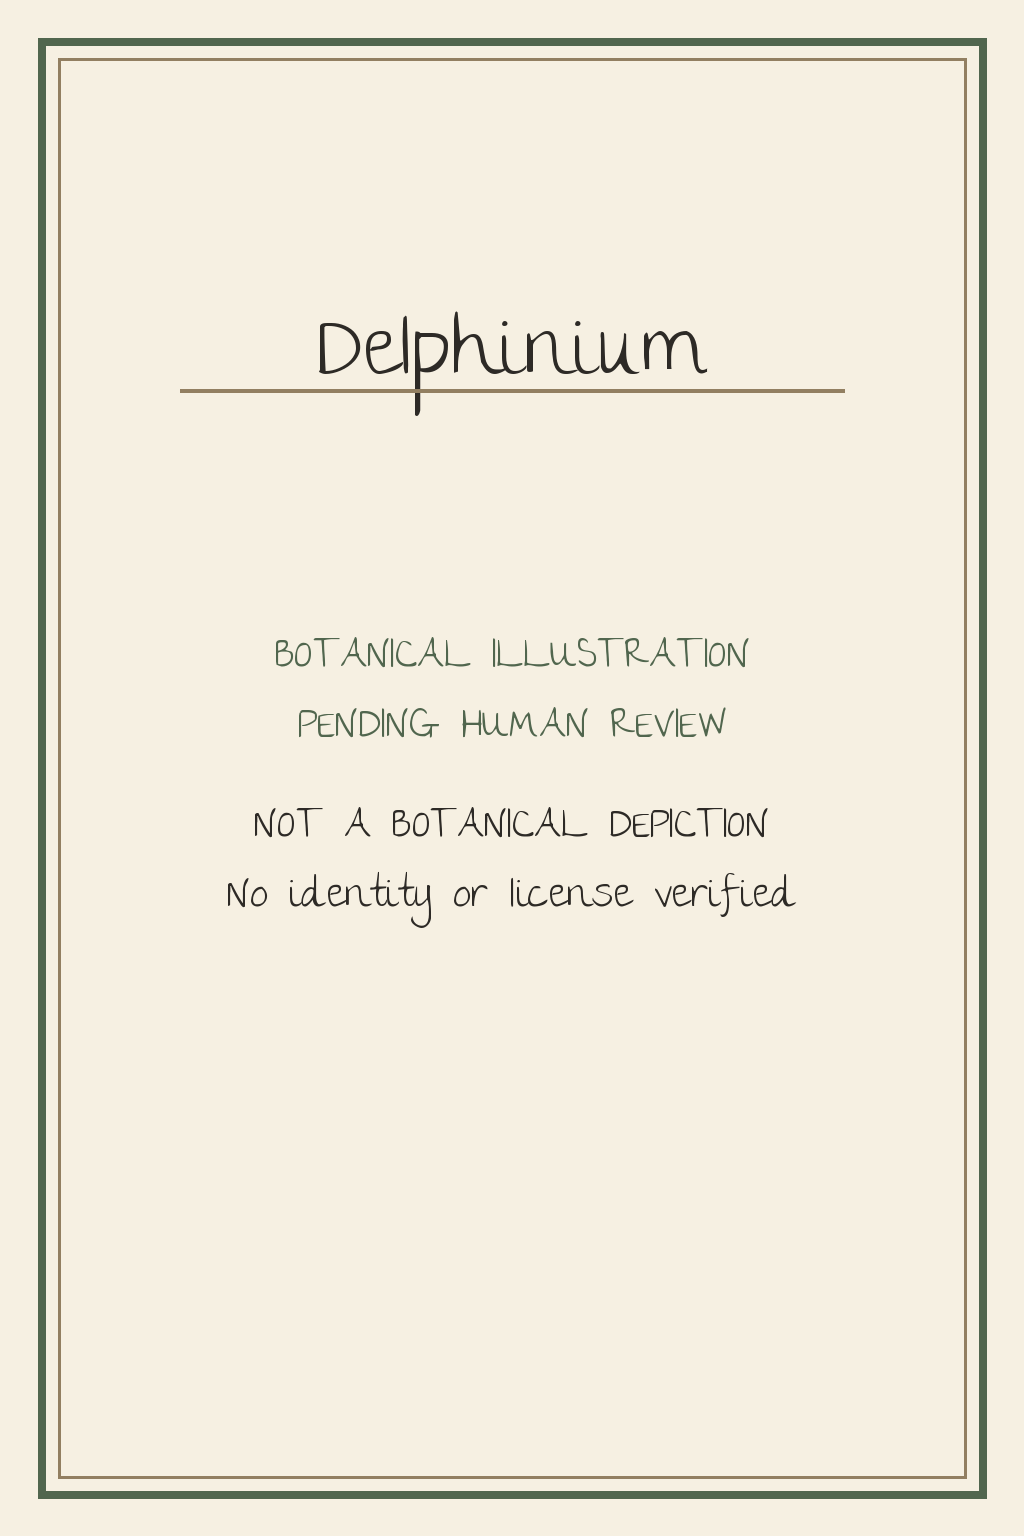 Delphinium
BOTANICAL ILLUSTRATION
PENDING HUMAN REVIEW
NOT A BOTANICAL DEPICTION
No identity or license verified